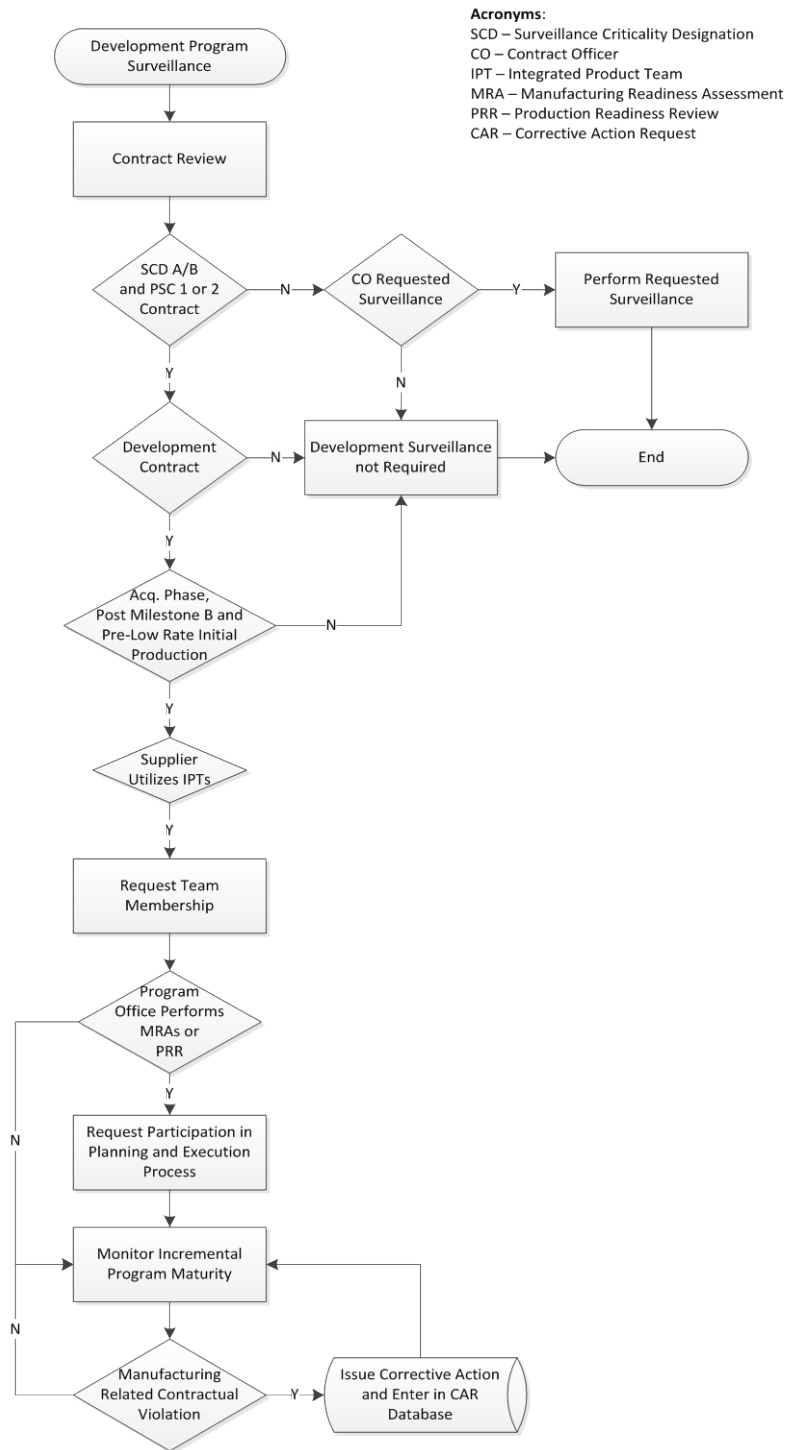 Acronyms:
SCD – Surveillance Criticality Designation
CO – Contract Officer
IPT – Integrated Product Team
MRA – Manufacturing Readiness Assessment
PRR – Production Readiness Review
CAR – Corrective Action Request
Development Program
Surveillance
Contract Review
SCD A/B
and PSC 1 or 2
Contract
N
CO Requested
Surveillance
Y
Perform Requested
Surveillance
Y
N
Development
Contract
N
Development Surveillance
not Required
End
Y
Acq. Phase,
Post Milestone B and
Pre-Low Rate Initial
Production
N
Y
Supplier
Utilizes IPTs
Y
Request Team
Membership
Program
Office Performs
MRAs or
PRR
Y
N
Request Participation in
Planning and Execution
Process
Monitor Incremental
Program Maturity
N
Manufacturing
Related Contractual
Violation
Y
Issue Corrective Action
and Enter in CAR
Database